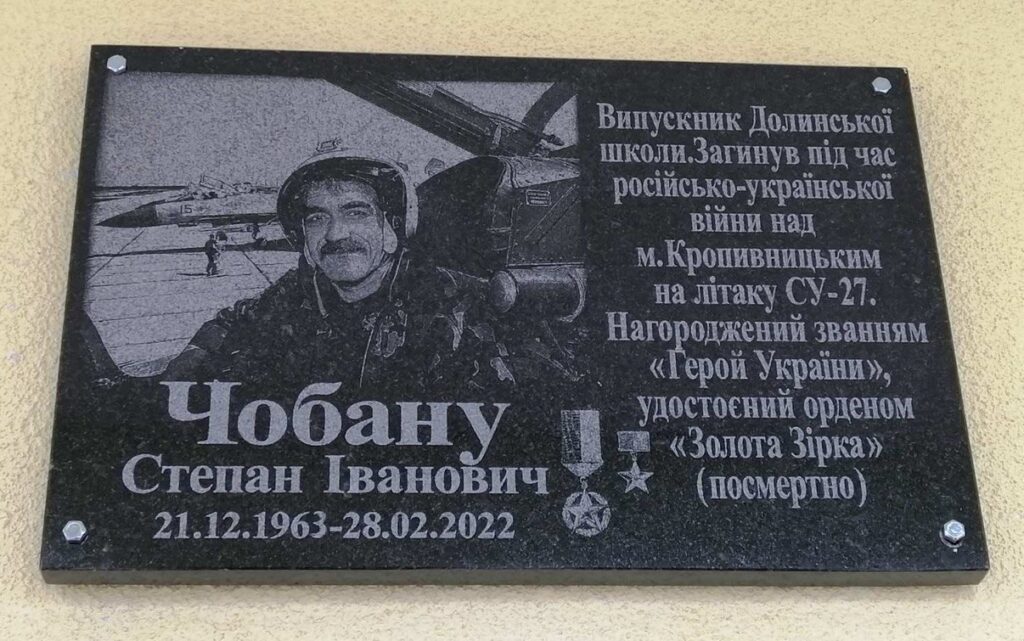 Випускник Долинської
школи.Загинув під час
російсько-української
війни над
м.Кропивницьким
на літаку СУ-27.
Нагороджений званням
«Герой України»,
удостоєний орденом
«Золота Зірка»
(посмертно)
15
Чобану
Степан Іванович
21.12.1963-28.02.2022